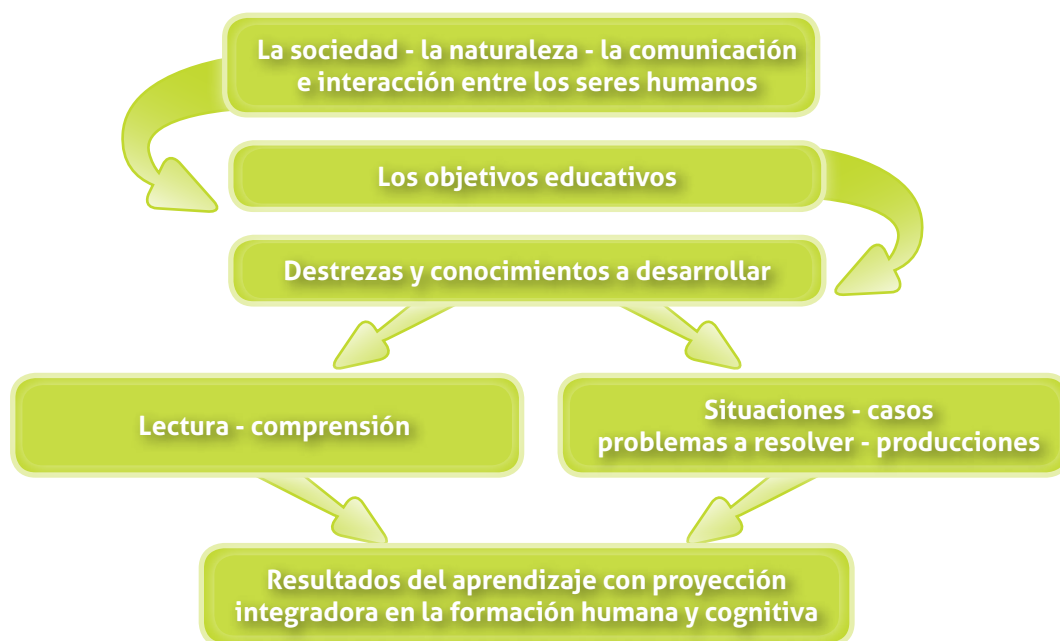 La sociedad - la naturaleza - la comunicación
e interacción entre los seres humanos
Los objetivos educativos
Destrezas y conocimientos a desarrollar
Lectura - comprensión
Situaciones - casos
problemas a resolver - producciones
Resultados del aprendizaje con proyección
integradora en la formación humana y cognitiva